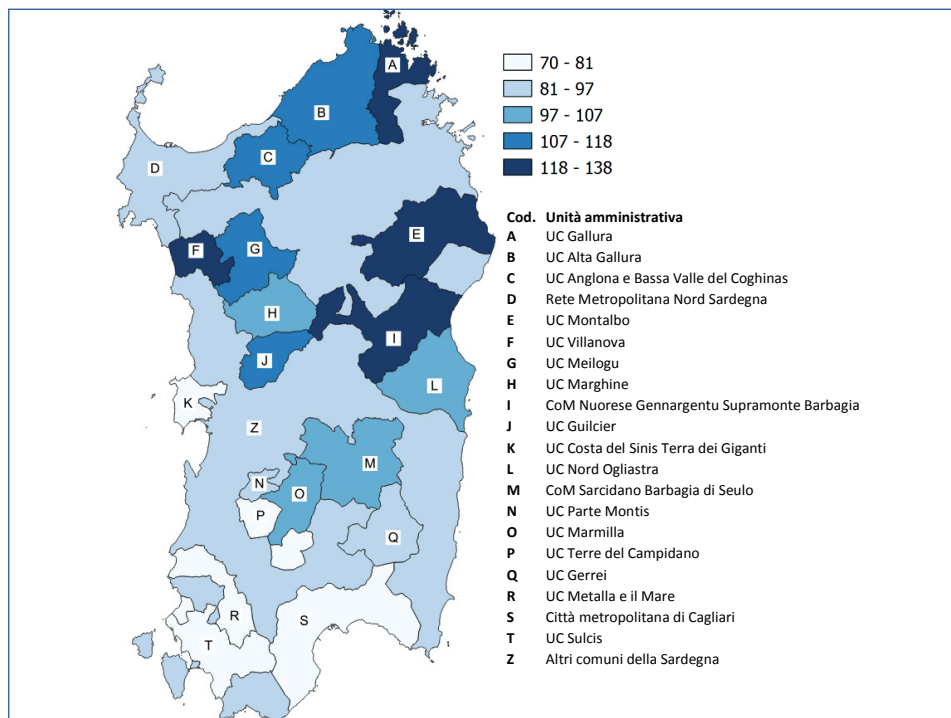 70 - 81
81 - 97
97 - 107
107 - 118
118 - 138
Cod. Unità amministrativa
A UC Gallura
B UC Alta Gallura
C UC Anglona e Bassa Valle del Coghinas
D Rete Metropolitana Nord Sardegna
E UC Montalbo
F UC Villanova
G UC Meilogu
H UC Marghine
I CoM Nuorese Gennargentu Supramonte Barbagia
J UC Guilcier
K UC Costa del Sinis Terra dei Giganti
L UC Nord Ogliastra
M CoM Sarcidano Barbagia di Seulo
N UC Parte Montis
O UC Marmilla
P UC Terre del Campidano
Q UC Gerrei
R UC Metalla e il Mare
S Città metropolitana di Cagliari
T UC Sulcis
Z Altri comuni della Sardegna
A
B
C
D
E
F
G
H
I
J
L
K
Z
M
N
O
P
Q
R
S
T